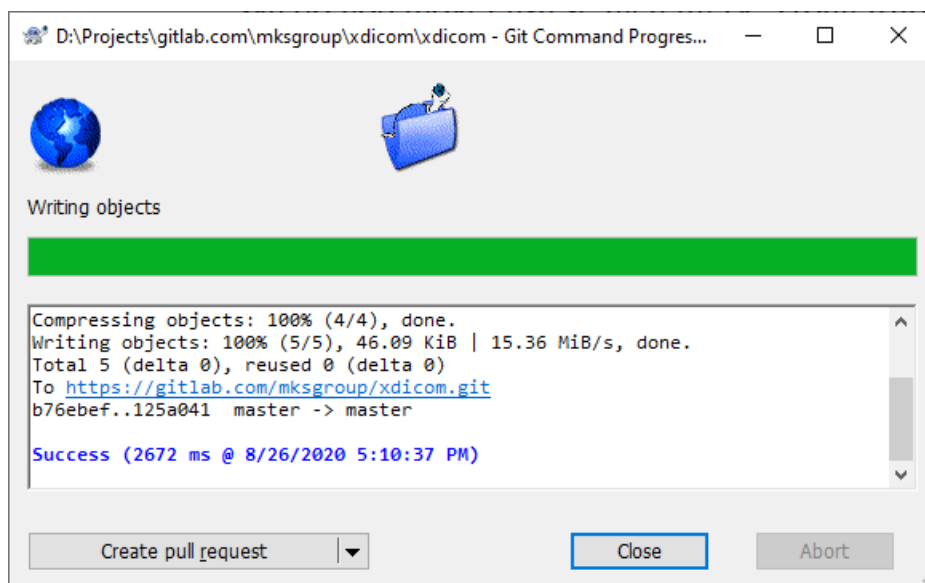 D:\Projects\gitlab.com\mksgroup\xdicom\xdicom - Git Command Progres...
Writing objects
Compressing objects: 100% (4/4), done.
Writing objects: 100% (5/5), 46.09 KiB | 15.36 MiB/s, done.
Total 5 (delta 0), reused 0 (delta 0)
To https://gitlab.com/mksgroup/xdicom.git
b76ebef..125a041  master -> master
Success (2672 ms @ 8/26/2020 5:10:37 PM)
Create pull request
Close
Abort